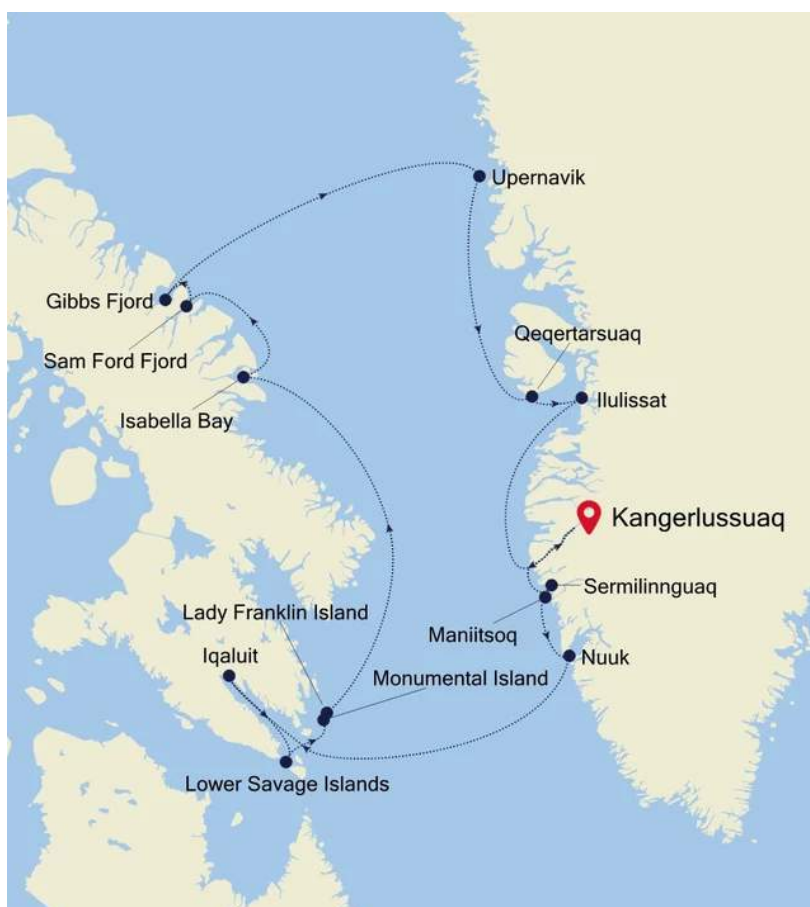 Upernavik
Gibbs Fjord
Qeqertarsuaq
Sam Ford Fjord
Ilulissat
Isabella Bay
Kangerlussuaq
Sermilinnguaq
Lady Franklin Island
Maniitsoq
Iqaluit
Nuuk
Monumental Island
Lower Savage Islands